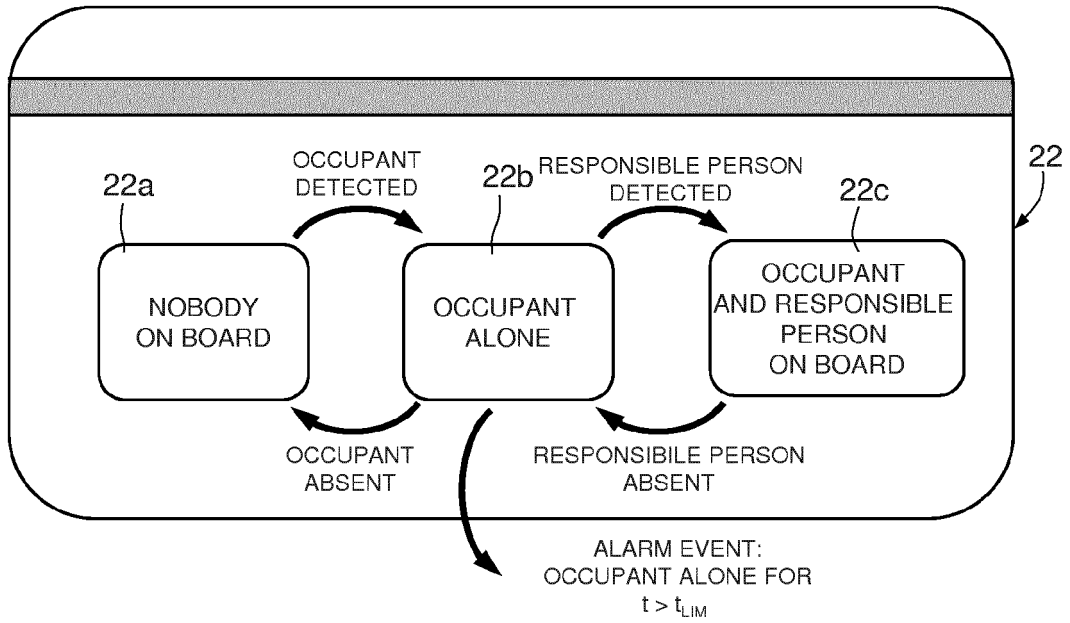 OCCUPANT
DETECTED
RESPONSIBLE PERSON
DETECTED
22
22a
22b
22c
NOBODY
ON BOARD
OCCUPANT
ALONE
OCCUPANT
AND RESPONSIBLE
PERSON
ON BOARD
OCCUPANT
ABSENT
RESPONSIBILE PERSON
ABSENT
ALARM EVENT:
OCCUPANT ALONE FOR
t > tLIM